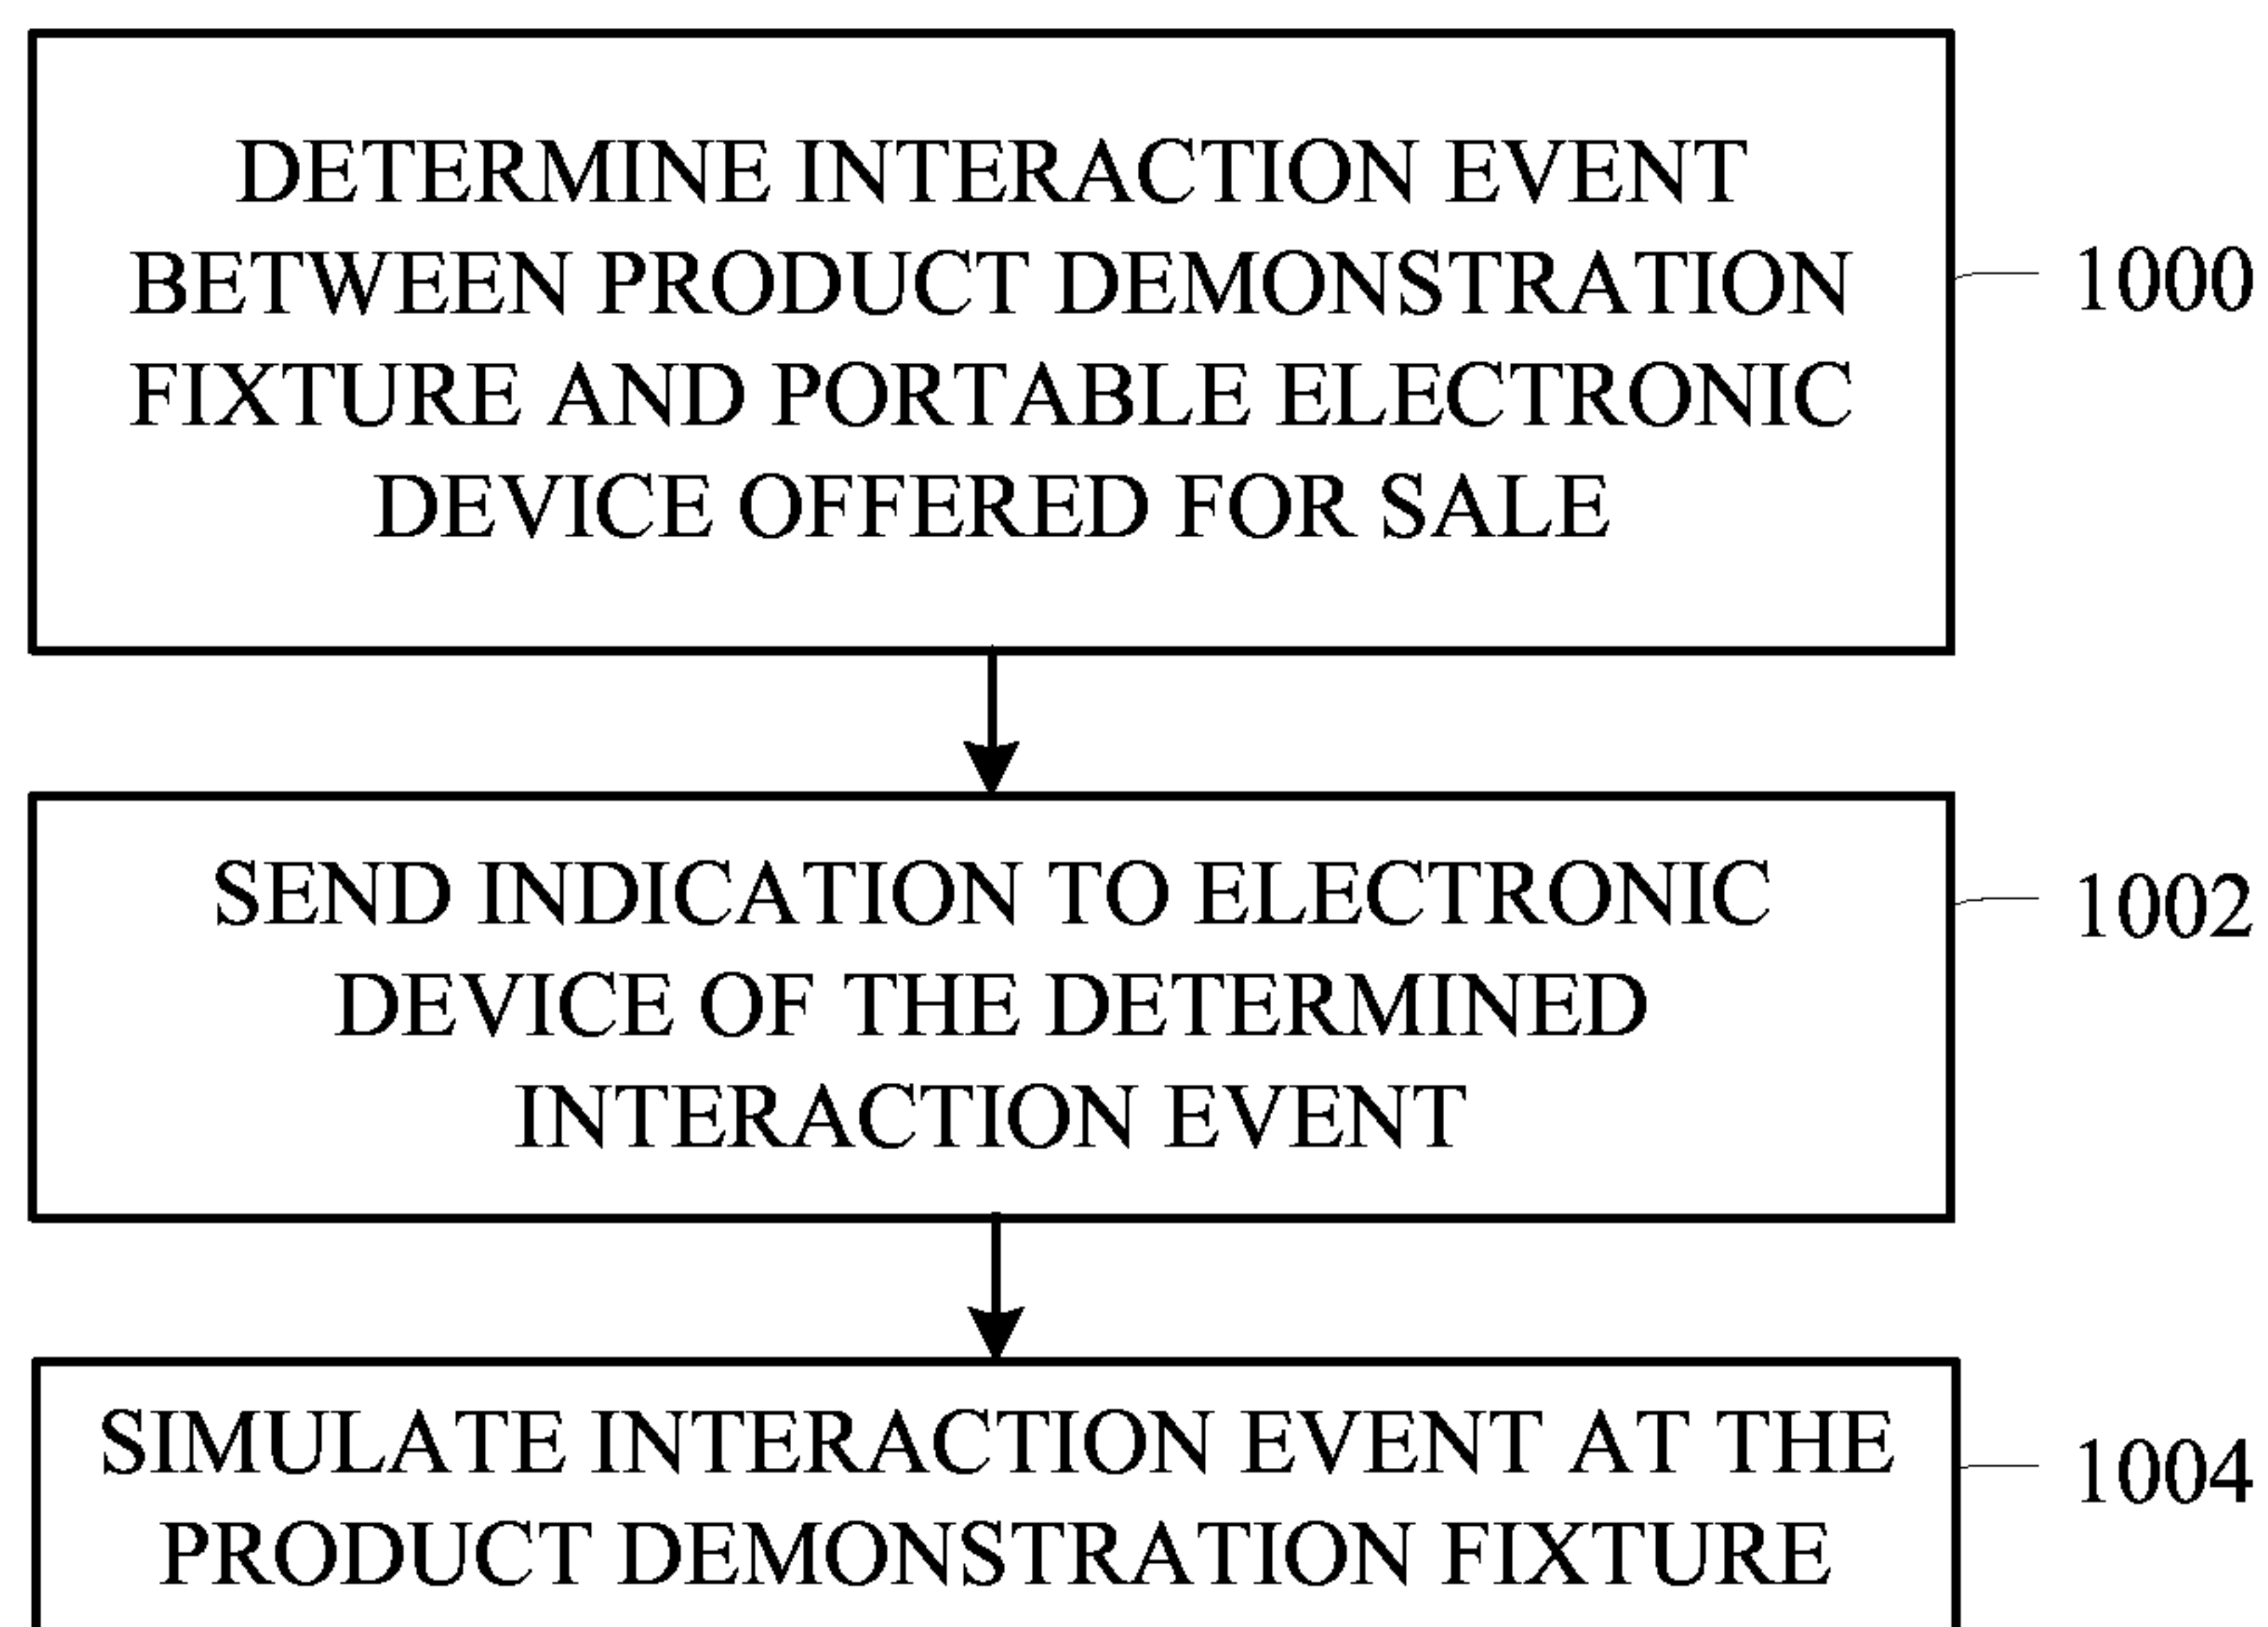 DETERMINE INTERACTION EVENT
BETWEEN PRODUCT DEMONSTRATION
FIXTURE AND PORTABLE ELECTRONIC
DEVICE OFFERED FOR SALE
1000
SEND INDICATION TO ELECTRONIC
DEVICE OF THE DETERMINED
INTERACTION EVENT
1002
SIMULATE INTERACTION EVENT AT THE
PRODUCT DEMONSTRATION FIXTURE
1004